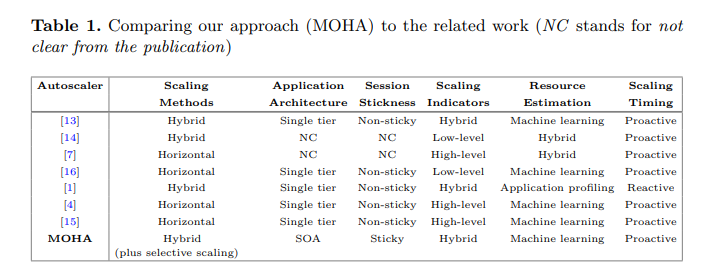 Table 1. Comparing our approach (MOHA) to the related work (NC stands for not
clear from the publication)
Autoscaler Scaling Application Session Scaling Resource Scaling
Methods Architecture Stickness Indicators Estimation Timing
[13] Hybrid Single tier Non-sticky Hybrid Machine learning Proactive
[14] Hybrid NC NC Low-level Hybrid Proactive
[7] Horizontal NC NC High-level Hybrid Proactive
[16] Horizontal Single tier Non-sticky Low-level Machine learning Proactive
[1] Hybrid Single tier Non-sticky Hybrid Application profiling Reactive
[4] Horizontal Single tier Non-sticky High-level Machine learning Proactive
[15] Horizontal Single tier Non-sticky High-level Machine learning Proactive
MOHA Hybrid SOA Sticky Hybrid Machine learning Proactive
(plus selective scaling)